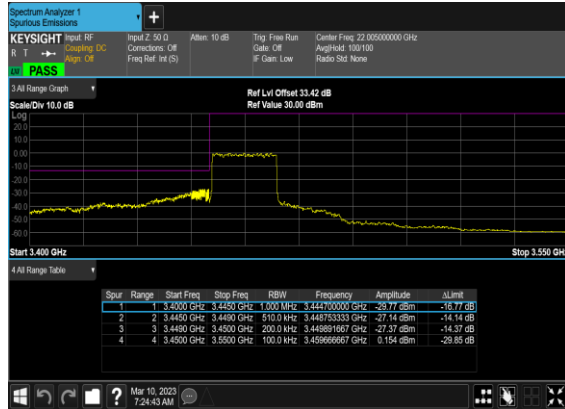 Spectrum Analyzer 1
Spurious Emissions
+
KEYSIGHT Input: RF Input Z: 50 Ω Atten: 10 dB Trig: Free Run Center Freq: 22.005000000 GHz
R T Coupling: DC Corrections: Off Gate: Off Avg|Hold: 100/100
Align: Off Freq Ref: Int (S) IF Gain: Low Radio Std: None
PASS
3 All Range Graph
Ref Lvl Offset 33.42 dB
Scale/Div 10.0 dB Ref Value 30.00 dBm
Log
20.0
10.0
0.00
-10.0
-20.0
-30.0
-40.0
-50.0
-60.0
Start 3.400 GHz Stop 3.550 GHz
4 All Range Table
Spur Range Start Freq Stop Freq RBW Frequency Amplitude ΔLimit
1 1 3.4000 GHz 3.4450 GHz 1.000 MHz 3.444700000 GHz -29.77 dBm -16.77 dB
2 2 3.4450 GHz 3.4490 GHz 510.0 kHz 3.448753333 GHz -27.14 dBm -14.14 dB
3 3 3.4490 GHz 3.4500 GHz 200.0 kHz 3.449891667 GHz -27.37 dBm -14.37 dB
4 4 3.4500 GHz 3.5500 GHz 100.0 kHz 3.459666667 GHz 0.154 dBm -29.85 dB
? Mar 10, 2023
7:24:43 AM